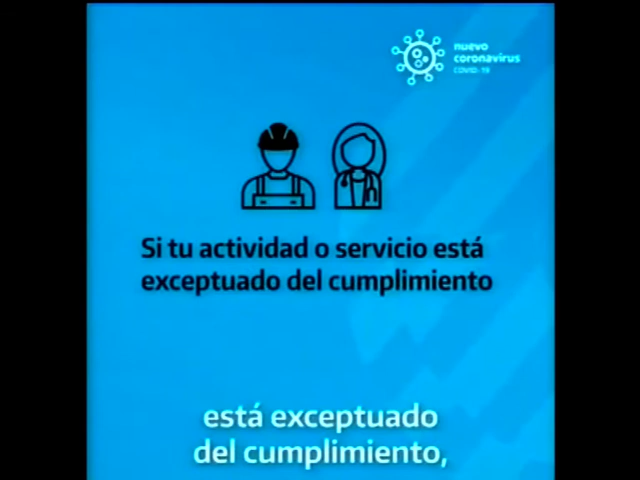 nuevo
coronavirus
COVID-19
Si tu actividad o servicio está
exceptuado del cumplimiento
está exceptuado
del cumplimiento,